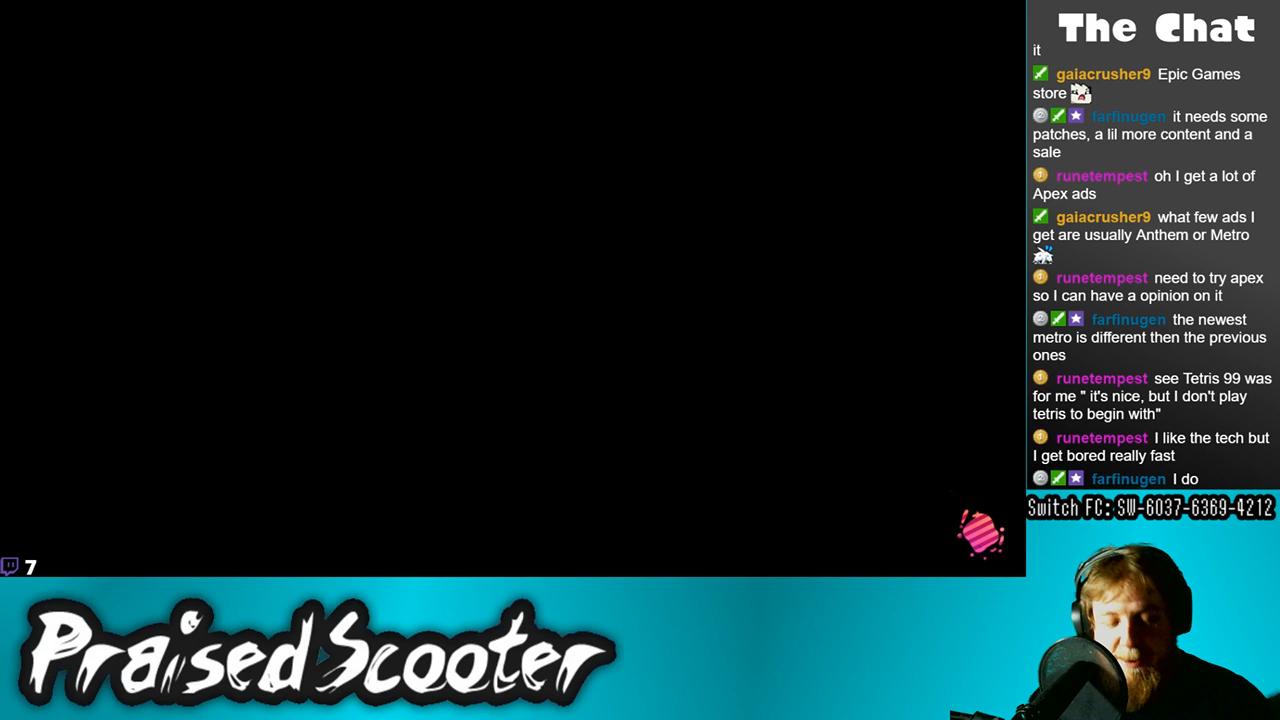 The Chat
it
gaiacrusher9 Epic Games
store
farfinugen it needs some
patches, a lil more content and a
sale
runetempest oh I get a lot of
Apex ads
gaiacrusher9 what few ads I
get are usually Anthem or Metro
runetempest need to try apex
so I can have a opinion on it
farfinugen the newest
metro is different then the previous
ones
runetempest see Tetris 99 was
for me " it's nice, but I don't play
tetris to begin with"
runetempest I like the tech but
I get bored really fast
farfinugen I do
Switch FC: SW-6037-6369-4212
7
PraisedScooter